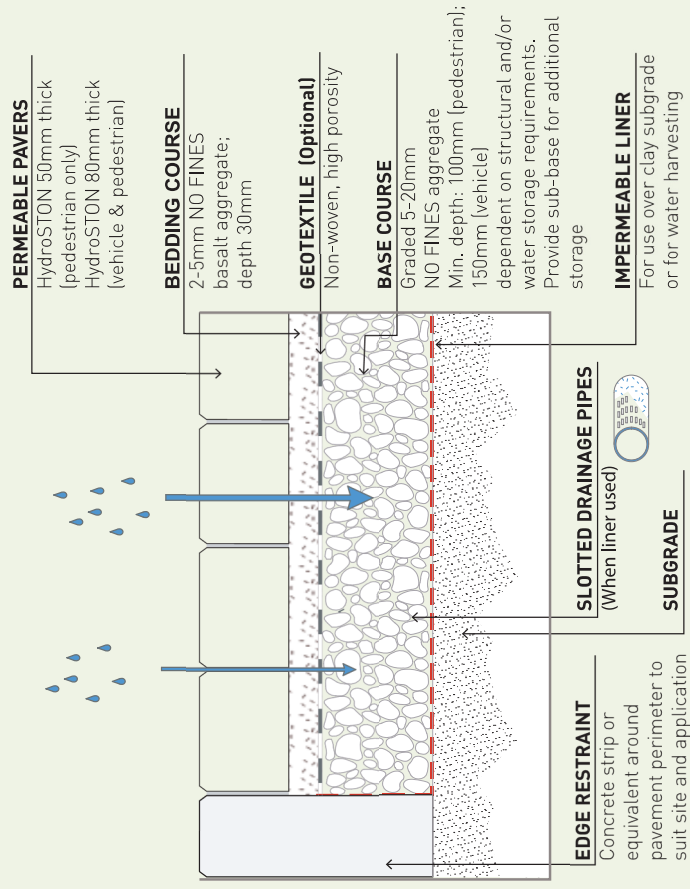 PERMEABLE PAVERS
HydroSTON 50mm thick
(pedestrian only)
HydroSTON 80mm thick
(vehicle & pedestrian)
BEDDING COURSE
2-5mm NO FINES
basalt aggregate;
depth 30mm
GEOTEXTILE (Optional)
Non-woven, high porosity
BASE COURSE
Graded 5-20mm
NO FINES aggregate
Min. depth: 100mm (pedestrian);
150mm (vehicle)
dependent on structural and/or
water storage requirements.
Provide sub-base for additional
storage
IMPERMEABLE LINER
For use over clay subgrade
or for water harvesting
SLOTTED DRAINAGE PIPES
(When liner used)
SUBGRADE
EDGE RESTRAINT
Concrete strip or
equivalent around
pavement perimeter to
suit site and application